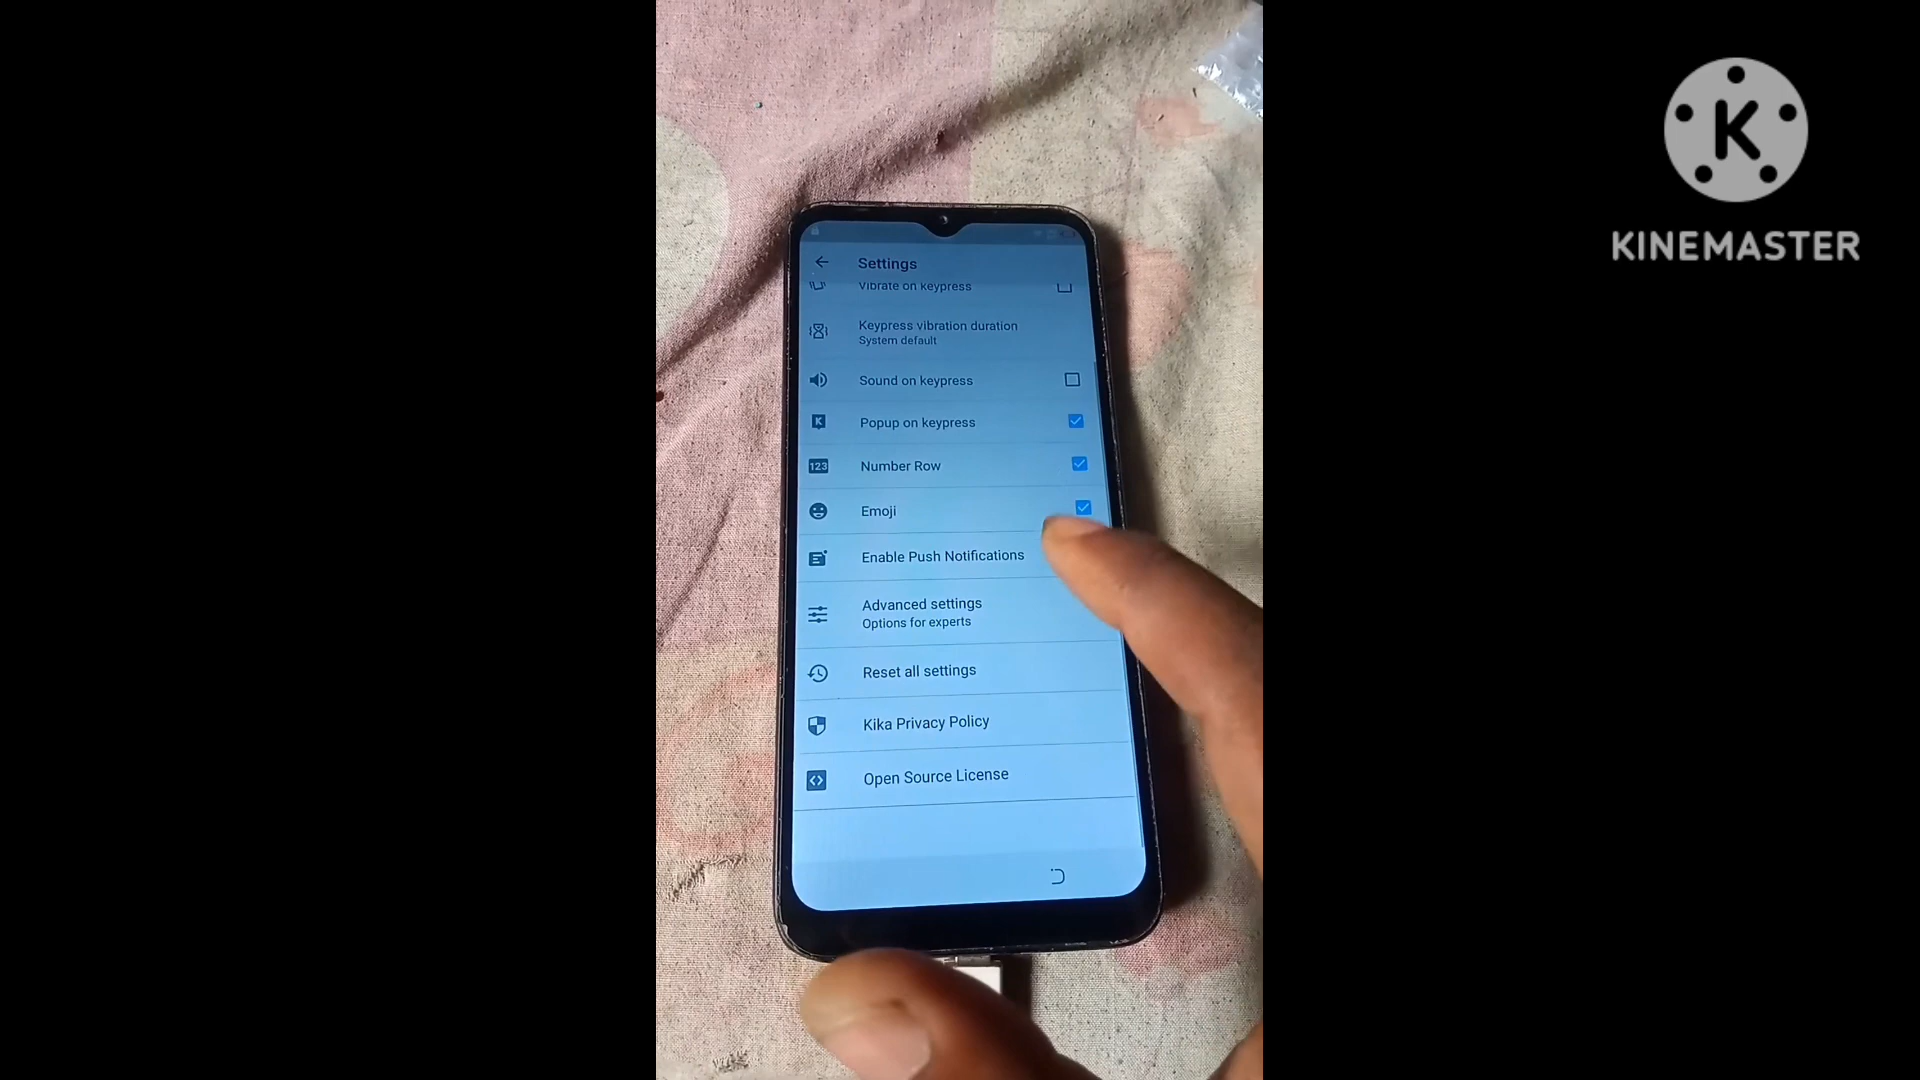 K
KINEMASTER
Settings
Vibrate on keypress
Keypress vibration duration
System default
Sound on keypress
K
Popup on keypress
123
Number Row
Emoji
Enable Push Notifications
Advanced settings
Options for experts
Reset all settings
Kika Privacy Policy
Open Source License